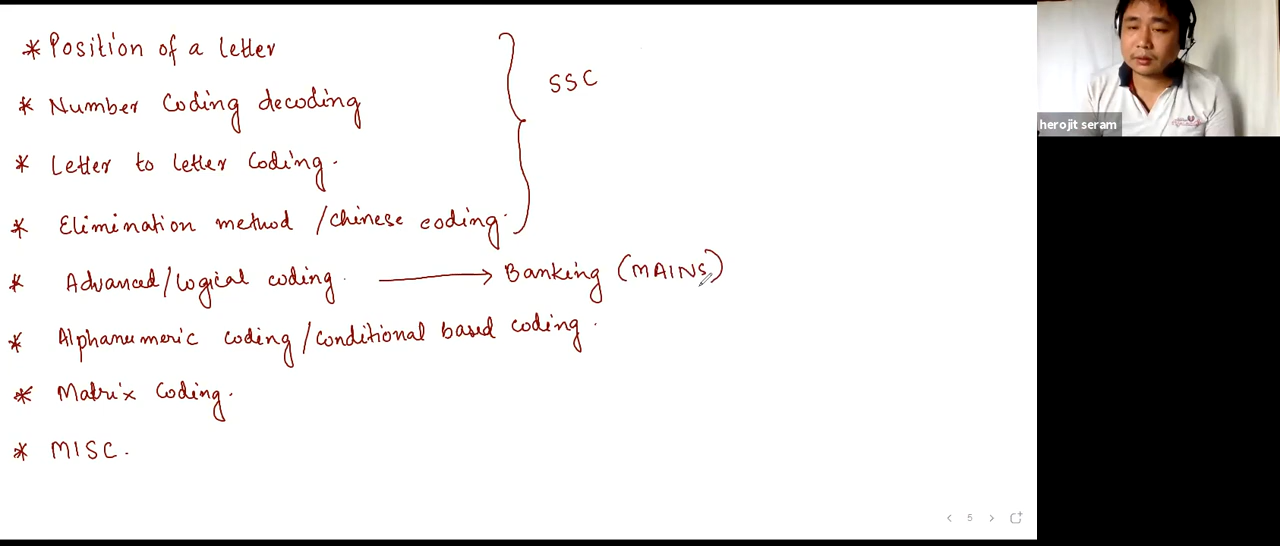 * Position of a letter
* Number Coding decoding
* Letter to letter Coding.
* Elimination method / Chinese coding.
SSC
* Advanced/logical coding. → Banking (MAINS)
* Alphanumeric coding / conditional based coding.
* Matrix Coding.
* MISC.
herojit seram
5